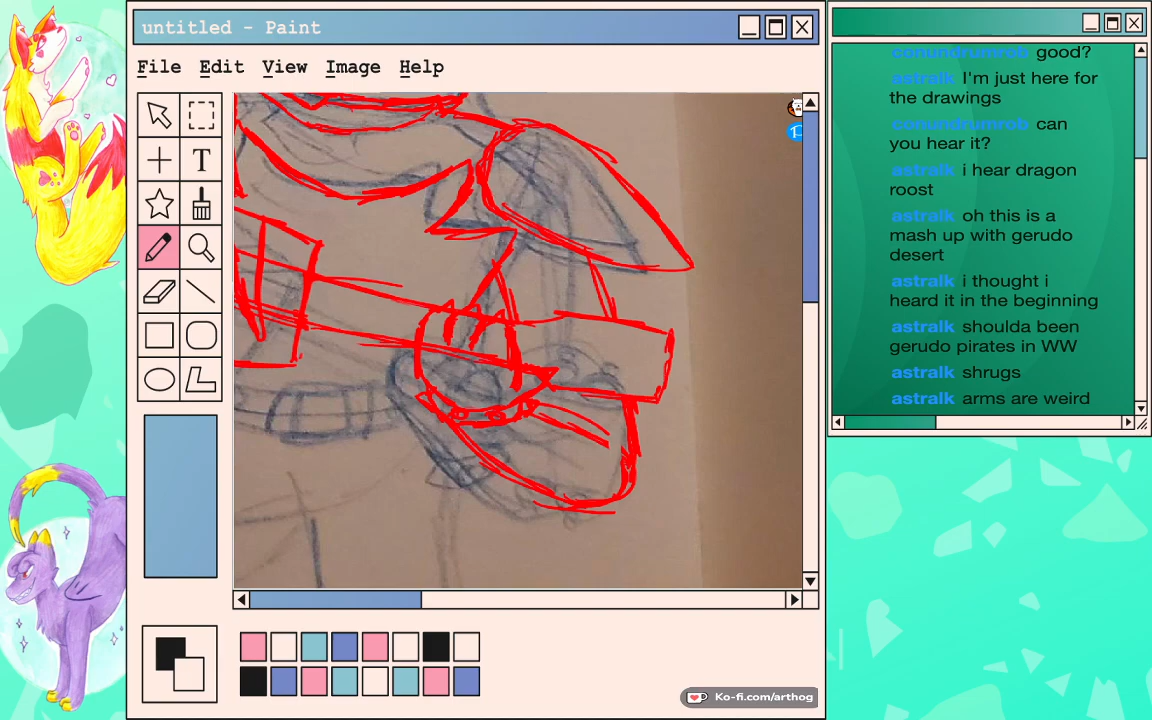 untitled - Paint
File Edit View Image Help
T
Ko-fi.com/arthog
conundrumrob good?
astralk I'm just here for
the drawings
conundrumrob can
you hear it?
astralk i hear dragon
roost
astralk oh this is a
mash up with gerudo
desert
astralk i thought i
heard it in the beginning
astralk shoulda been
gerudo pirates in WW
astralk shrugs
astralk arms are weird